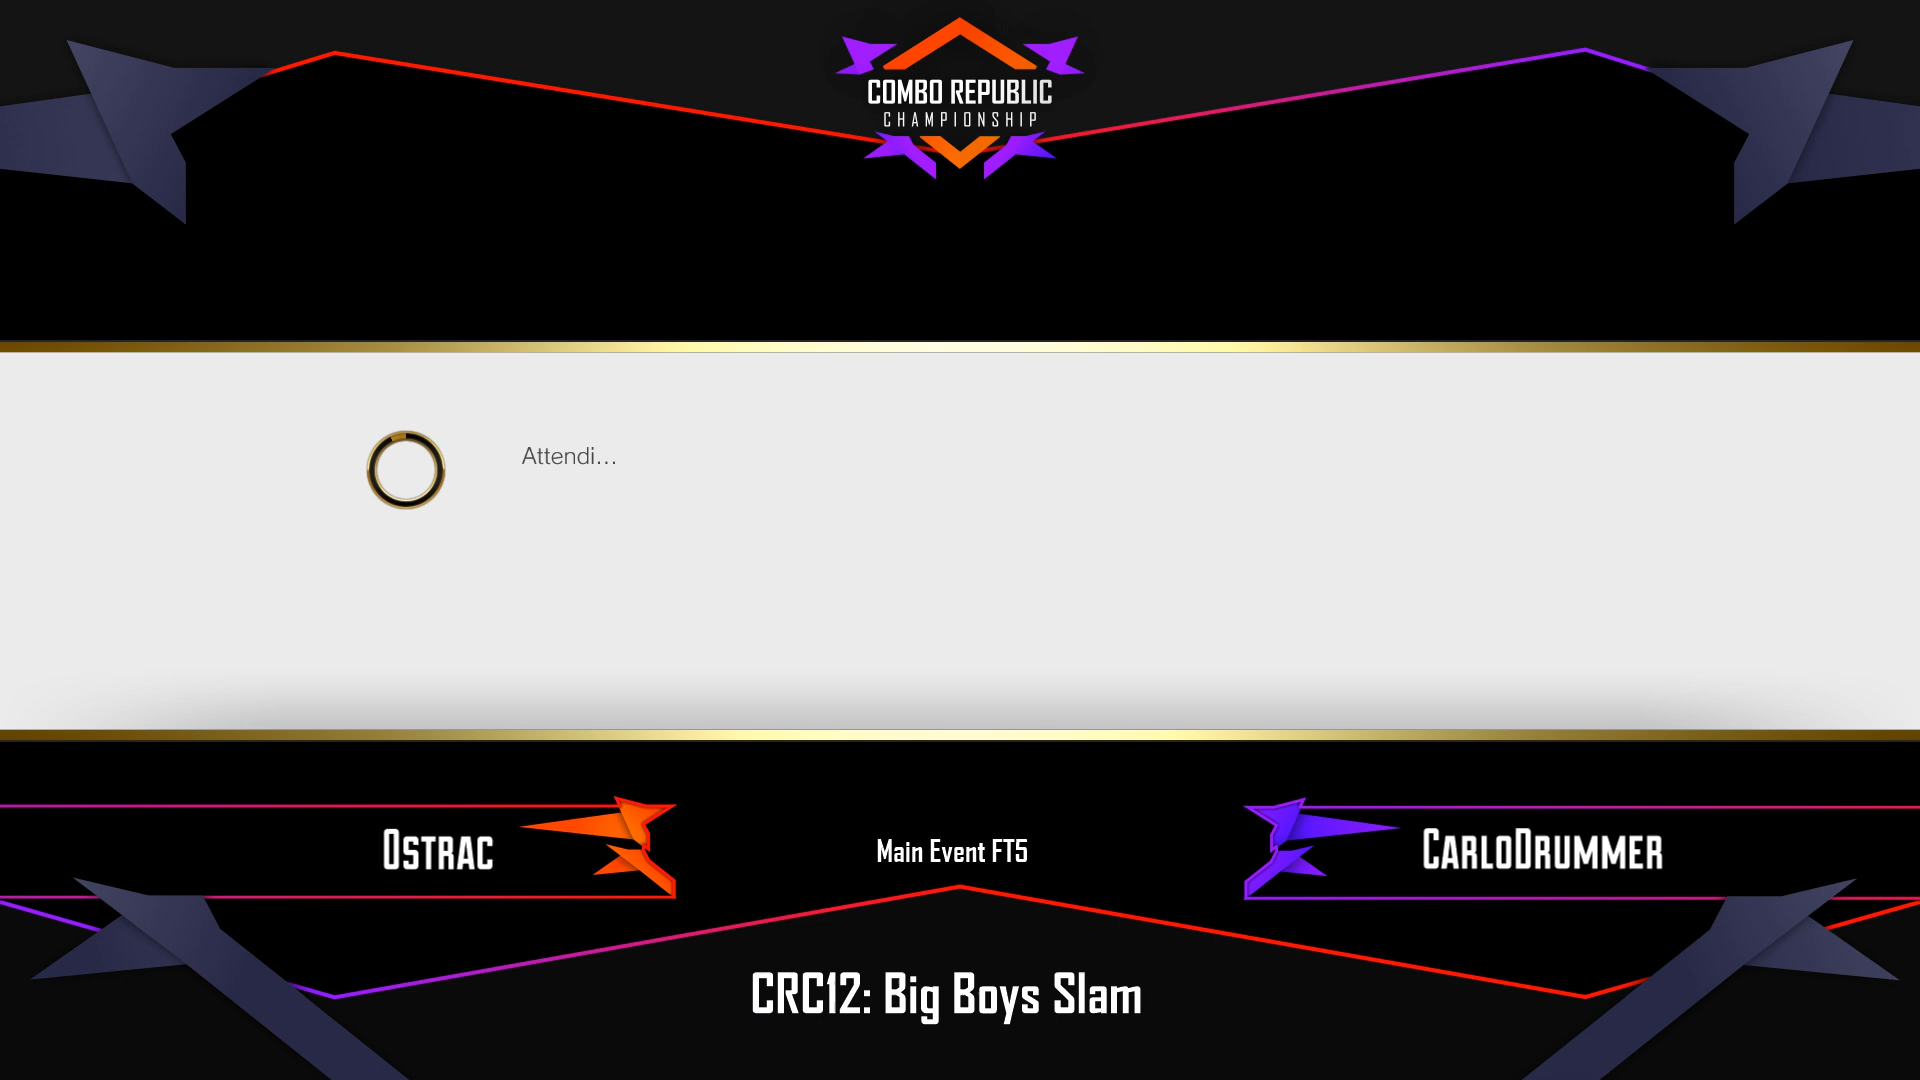 COMBO REPUBLIC
CHAMPIONSHIP
Attendi...
Ostrac
Main Event FT5
CarloDrummer
CRC12: Big Boys Slam